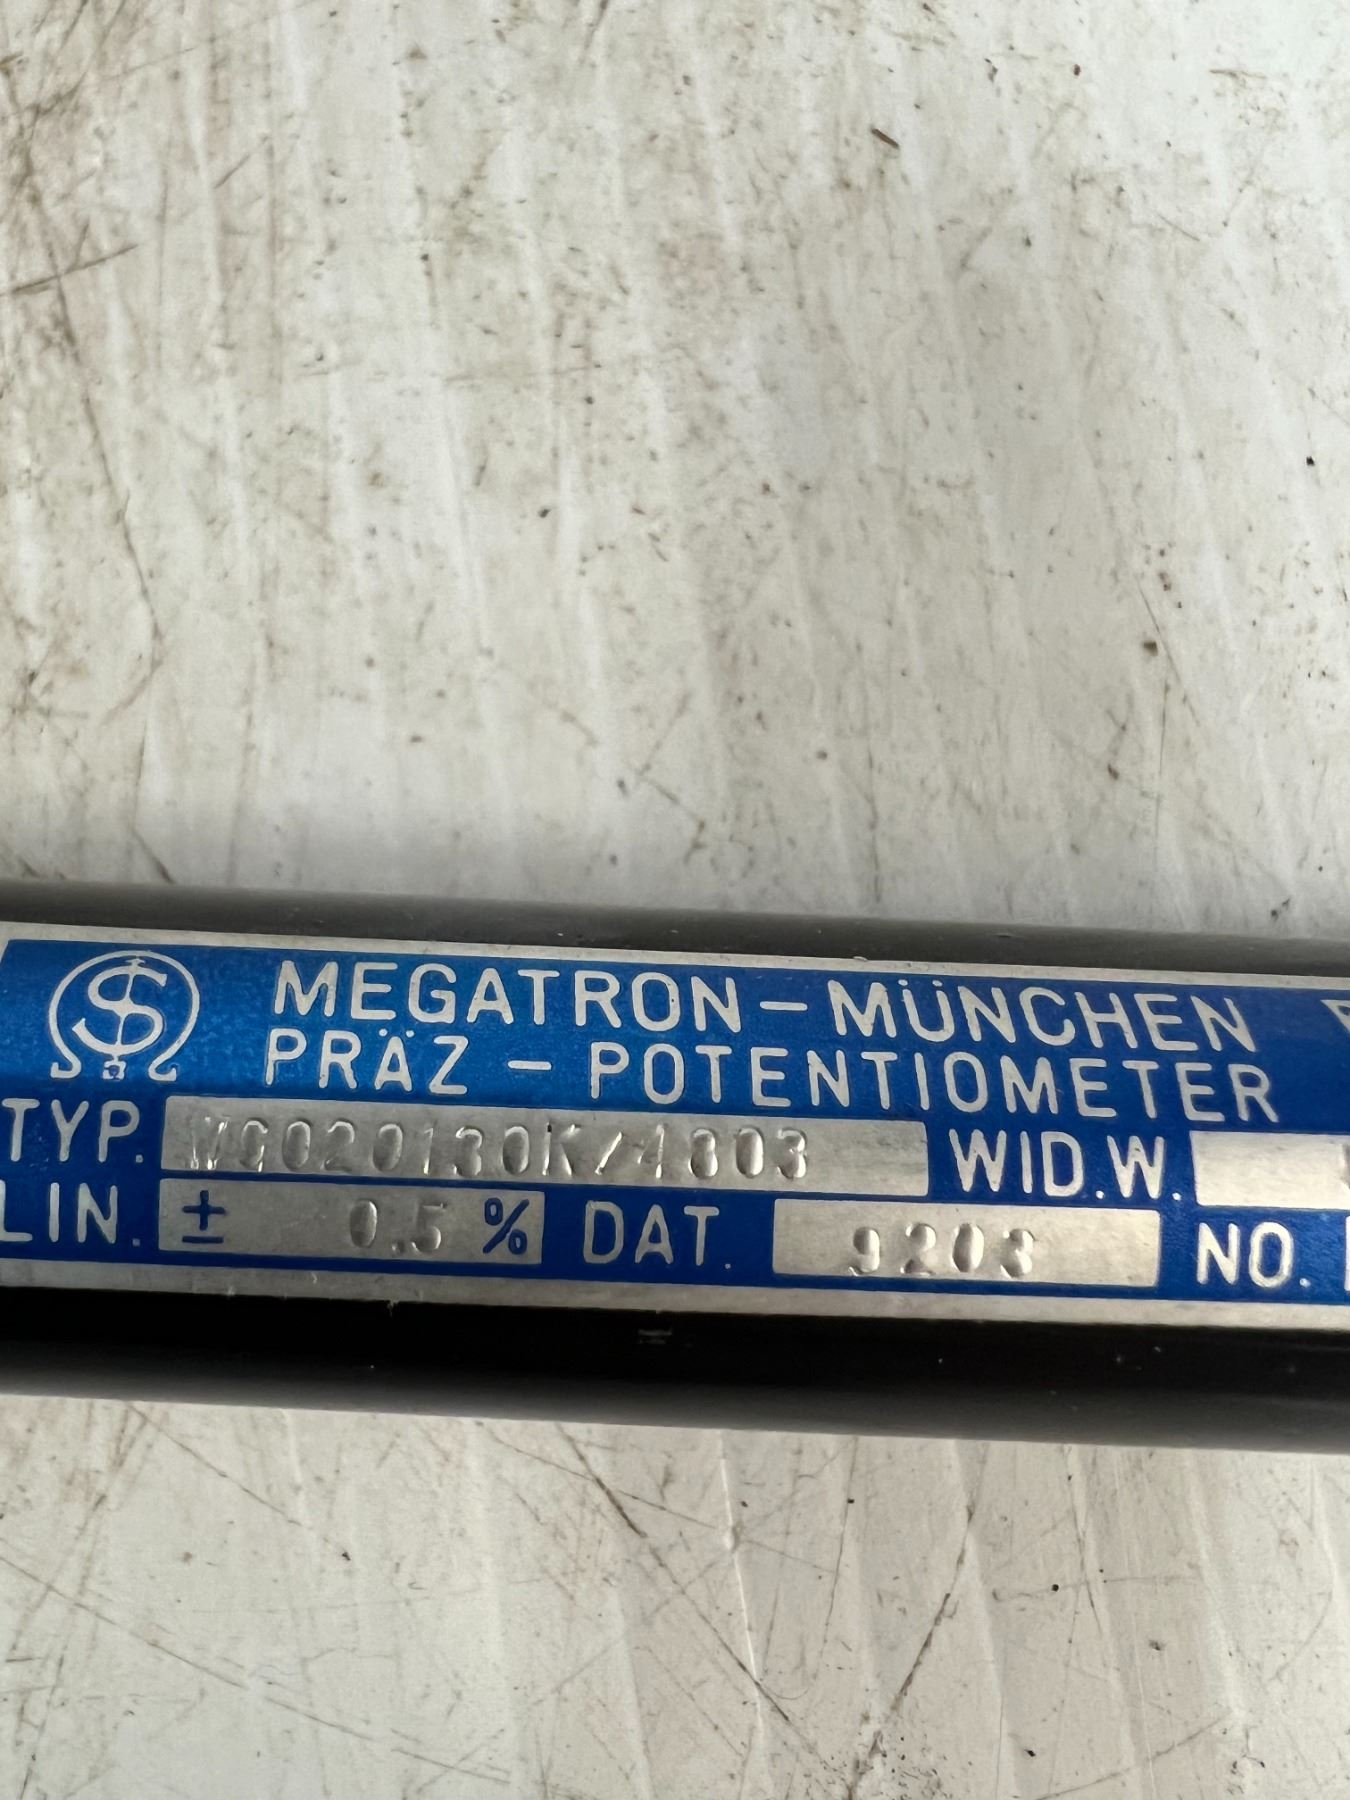 MEGATRON-MÜNCHEN
PRÄZ - POTENTIOMETER
TYP. WG020130K/4803 WID.W.
LIN. ± 0.5 % DAT. 9203 NO.